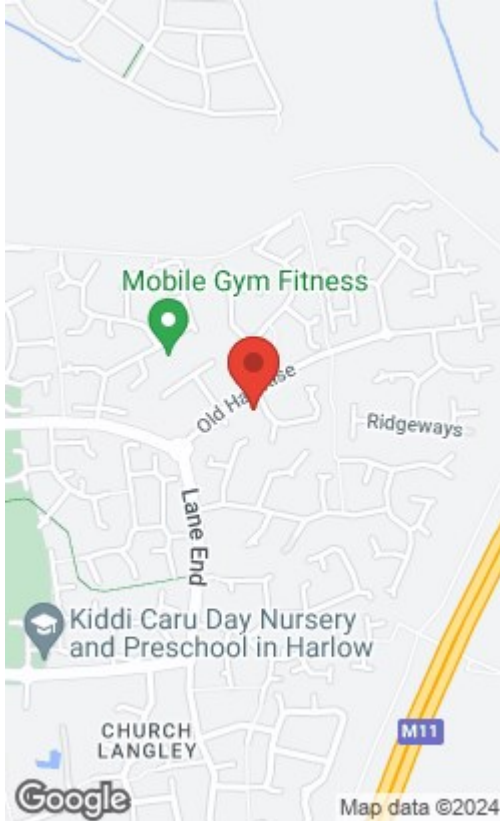 Mobile Gym Fitness
Old
Ridgeways
Lane End
Kiddi Caru Day Nursery
and Preschool in Harlow
CHURCH
LANGLEY
M11
Google
Map data ©2024